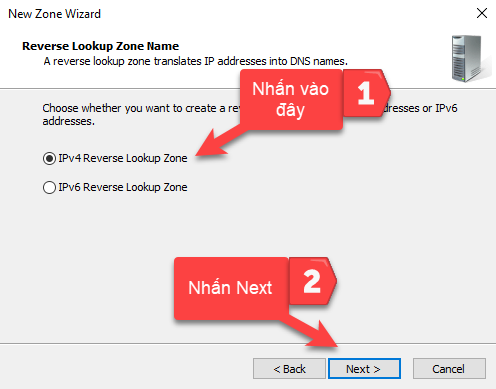 New Zone Wizard
Reverse Lookup Zone Name
A reverse lookup zone translates IP addresses into DNS names.
Nhấn vào
đây
1
Choose whether you want to create a rev
dresses or IPv6
addresses.
IPv4 Reverse Lookup Zone
IPv6 Reverse Lookup Zone
Nhấn Next
2
< Back
Next >
Cancel